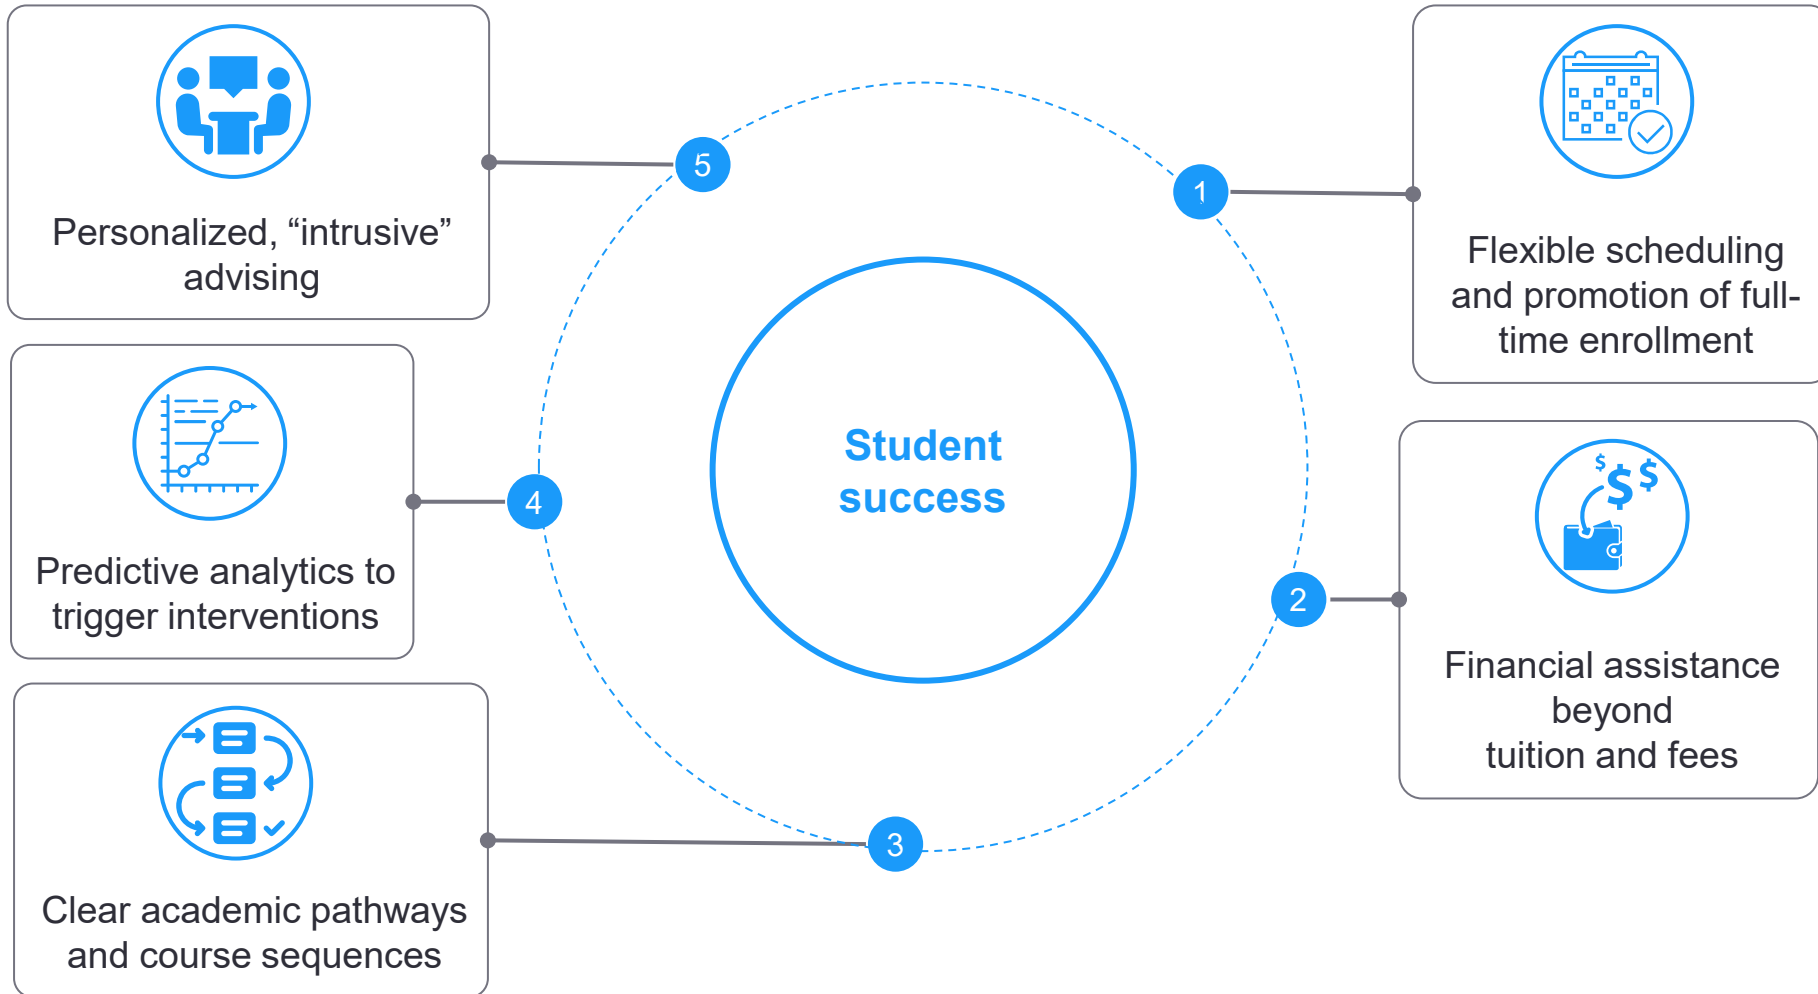 Personalized, “intrusive”
advising
5
1
Flexible scheduling
and promotion of full-
time enrollment
Student
success
Predictive analytics to
trigger interventions
4
2
$ $ $
Financial assistance
beyond
tuition and fees
Clear academic pathways
and course sequences
3